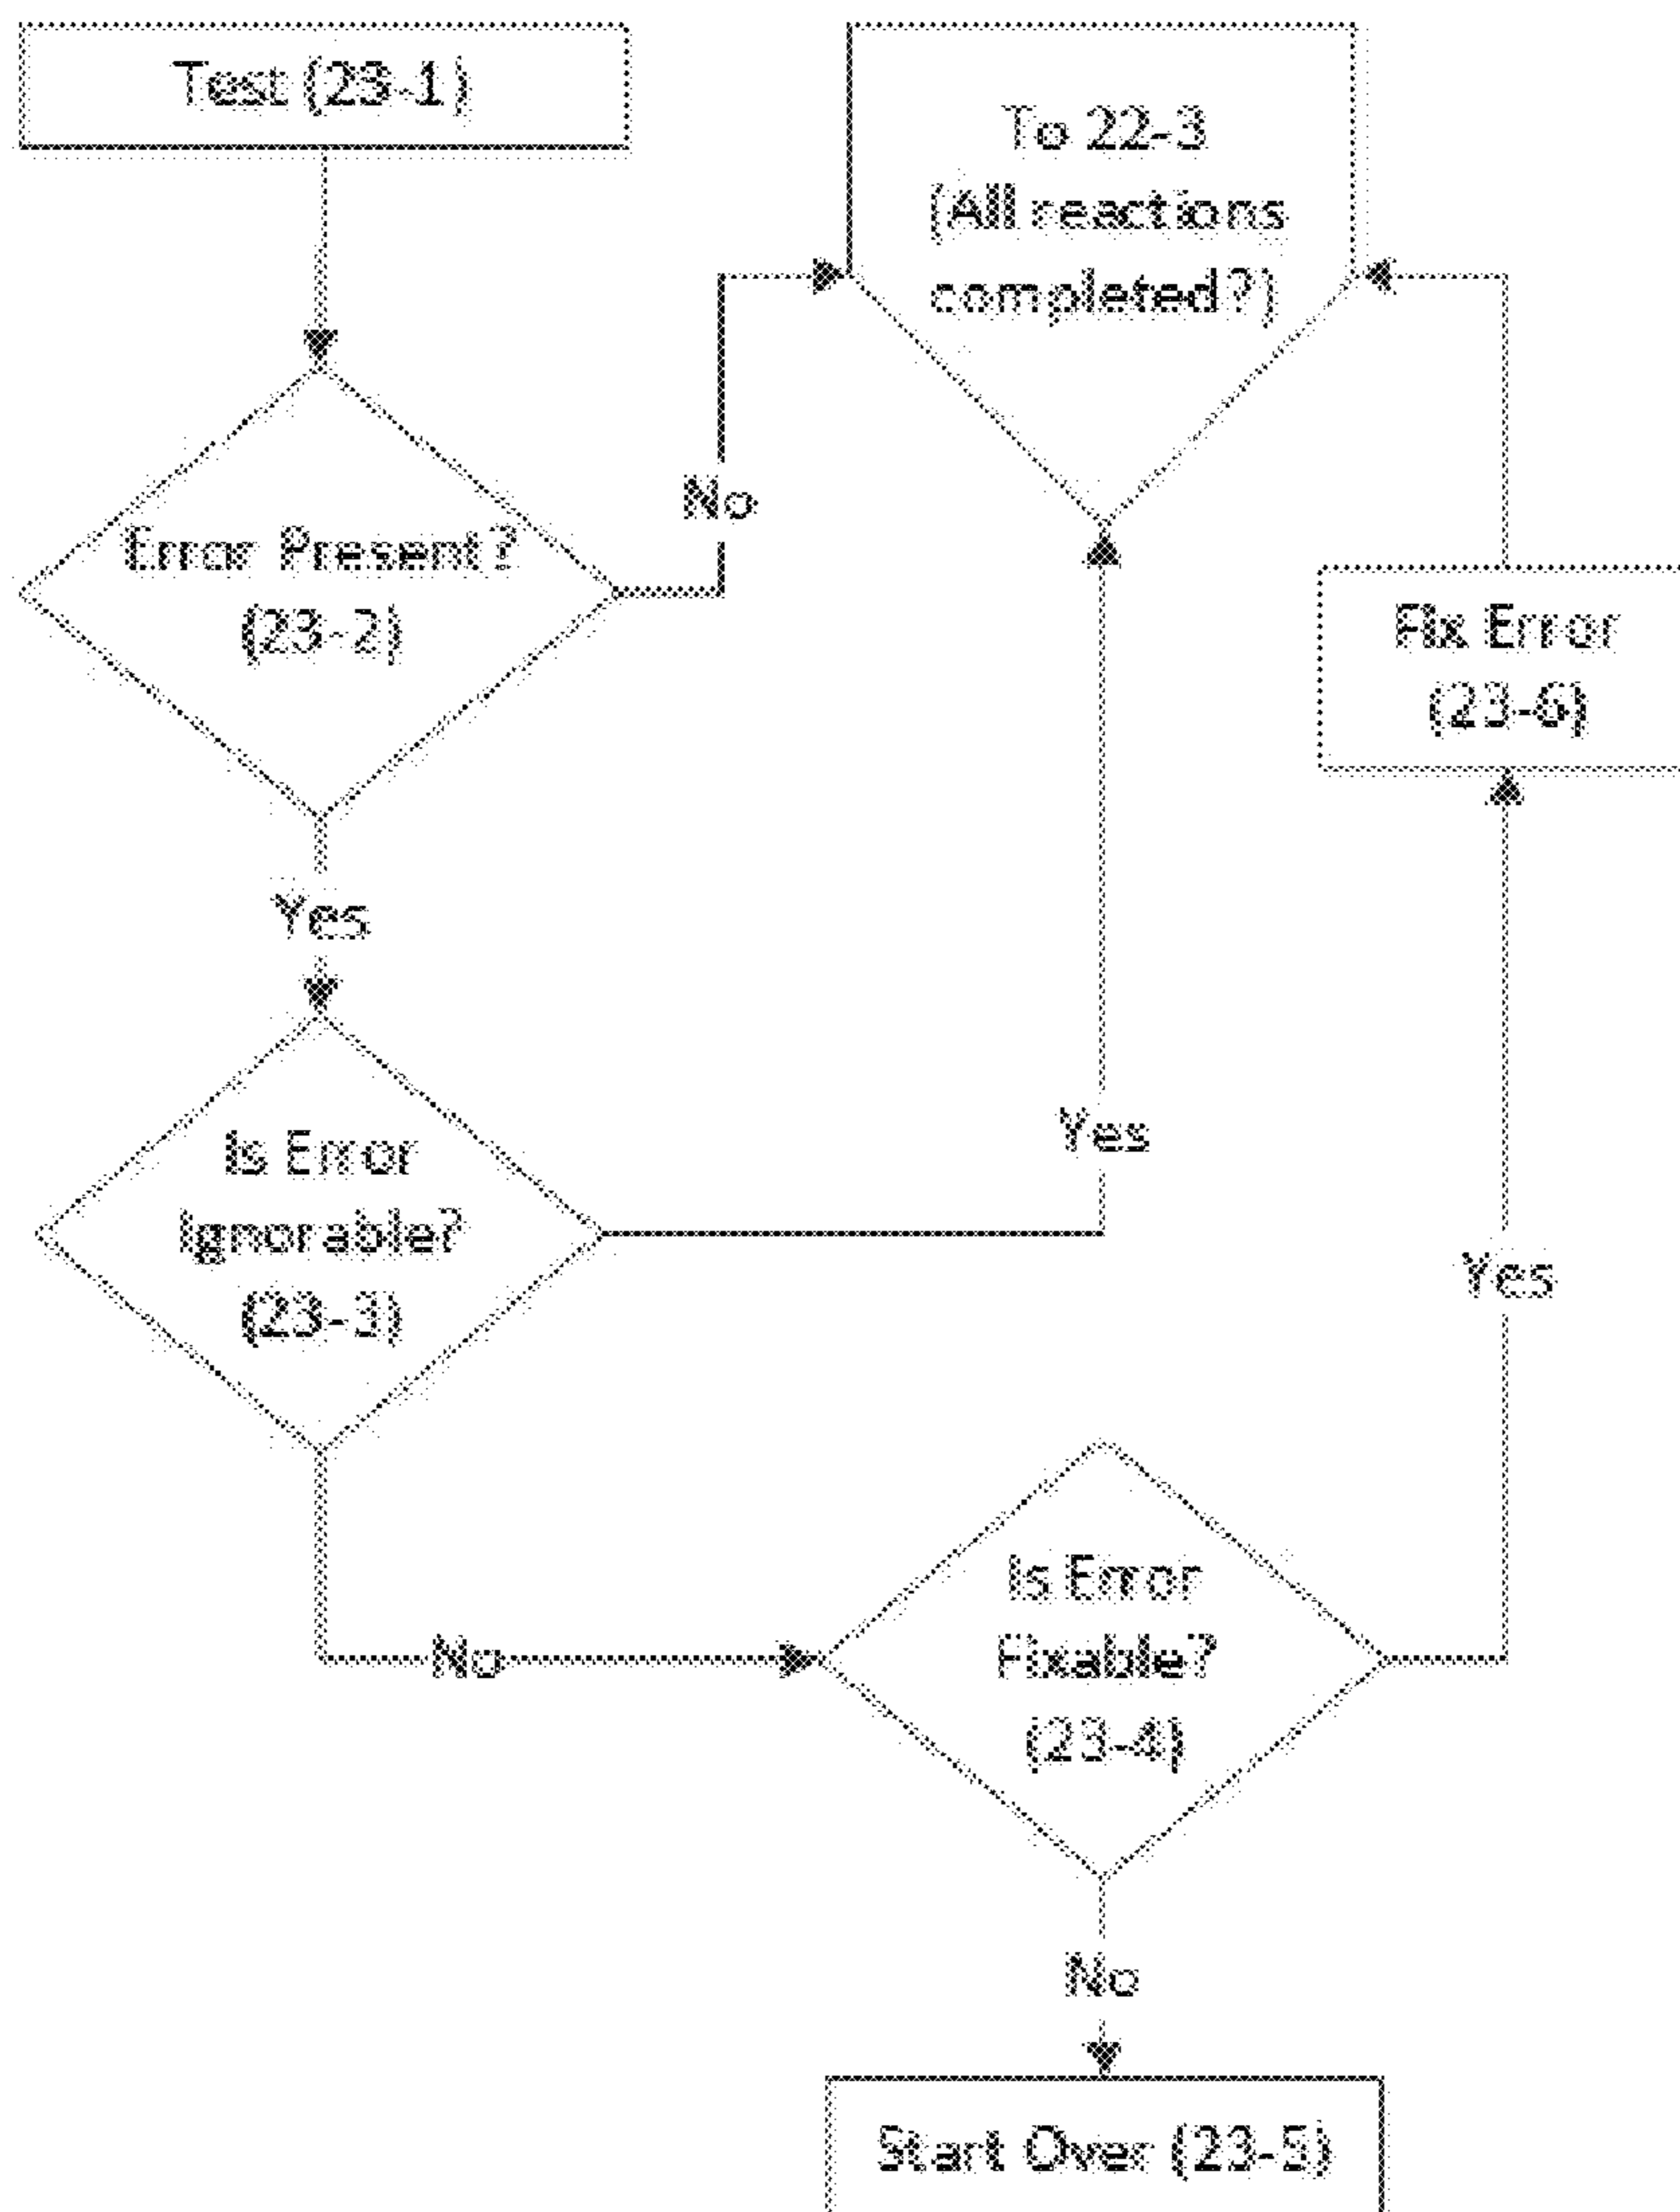 Test (23-1)
To 22-3
(All reactions
completed?)
No
Error Present?
(23-2)
Fix Error
(23-6)
Yes
Is Error
Ignorable?
(23-3)
Yes
Yes
No
Is Error
Fixable?
(23-4)
No
Start Over (23-5)